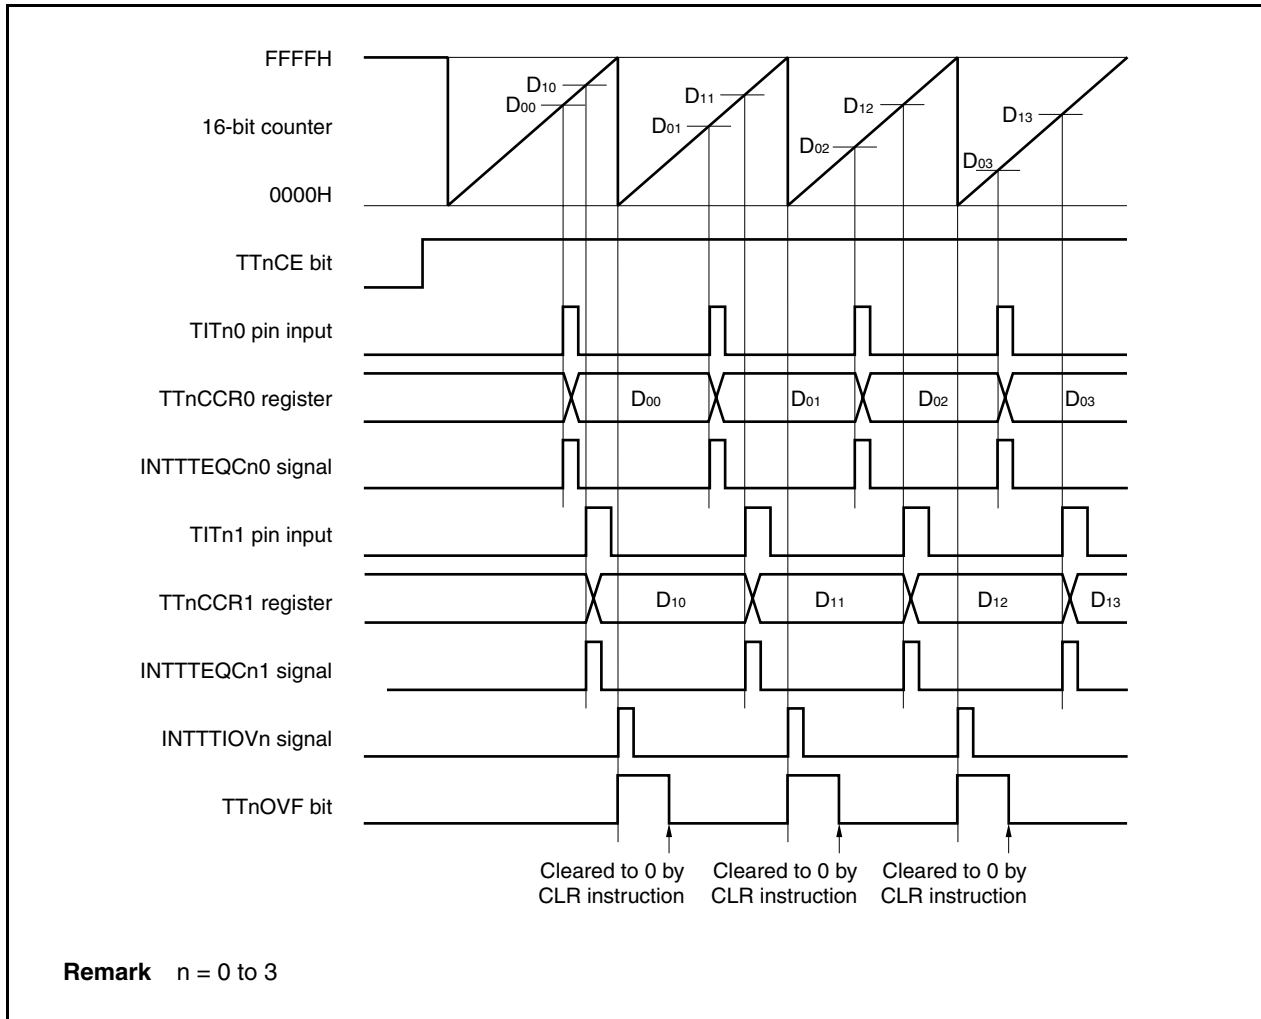 FFFFH
D10
D00
D11
D01
D12
D02
D13
D03
16-bit counter
0000H
TTnCE bit
TITn0 pin input
TTnCCR0 register
D00
D01
D02
D03
INTTTEQCn0 signal
TITn1 pin input
TTnCCR1 register
D10
D11
D12
D13
INTTTEQCn1 signal
INTTTIOVn signal
TTnOVF bit
Cleared to 0 by
CLR instruction
Cleared to 0 by
CLR instruction
Cleared to 0 by
CLR instruction
Remark n = 0 to 3